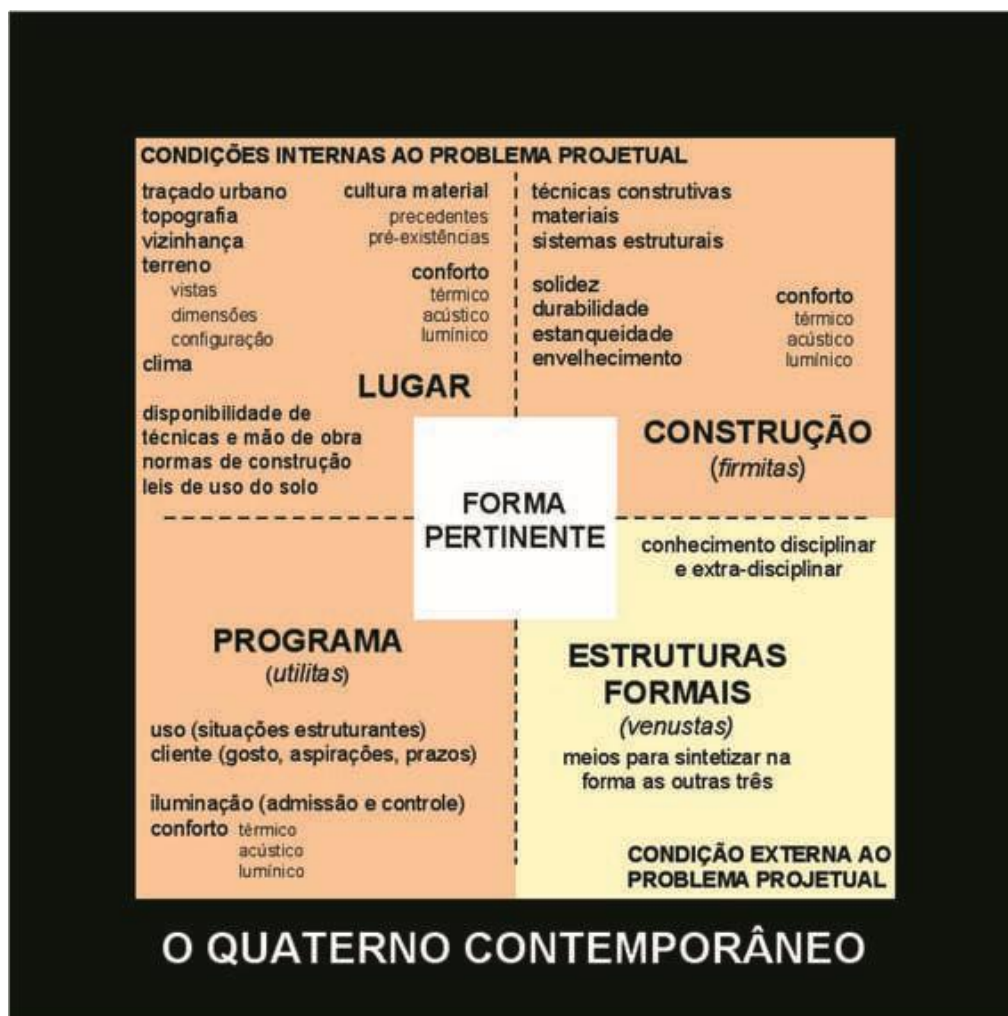 CONDIÇÕES INTERNAS AO PROBLEMA PROJETUAL
traçado urbano
topografia
vizinhança
terreno
vistas
dimensões
configuração
clima
cultura material
precedentes
pré-existências
conforto
térmico
acústico
lumínico
LUGAR
disponibilidade de
técnicas e mão de obra
normas de construção
leis de uso do solo
técnicas construtivas
materiais
sistemas estruturais
solidez
durabilidade
estanqueidade
envelhecimento
conforto
térmico
acústico
lumínico
CONSTRUÇÃO
(firmitas)
FORMA
PERTINENTE
PROGRAMA
(utilitas)
uso (situações estruturantes)
cliente (gosto, aspirações, prazos)
iluminação (admissão e controle)
conforto térmico
acústico
lumínico
conhecimento disciplinar
e extra-disciplinar
ESTRUTURAS
FORMAIS
(venustas)
meios para sintetizar na
forma as outras três
CONDIÇÃO EXTERNA AO
PROBLEMA PROJETUAL
O QUATERNO CONTEMPORÂNEO